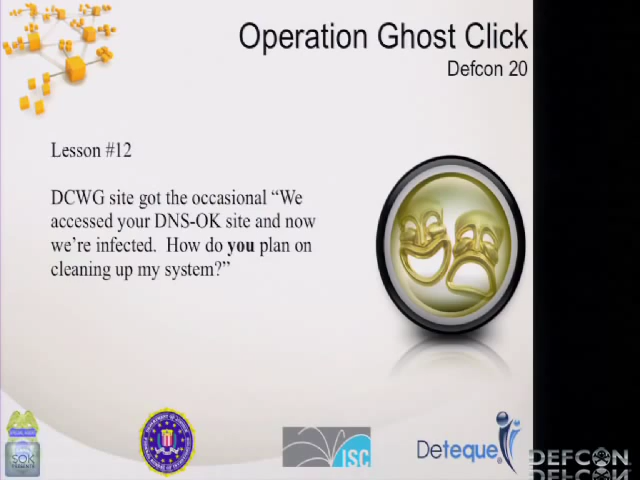 Operation Ghost Click
Defcon 20
Lesson #12
DCWG site got the occasional “We
accessed your DNS-OK site and now
we’re infected.  How do you plan on
cleaning up my system?”
SOK
ISC
Deteque
DEFCON